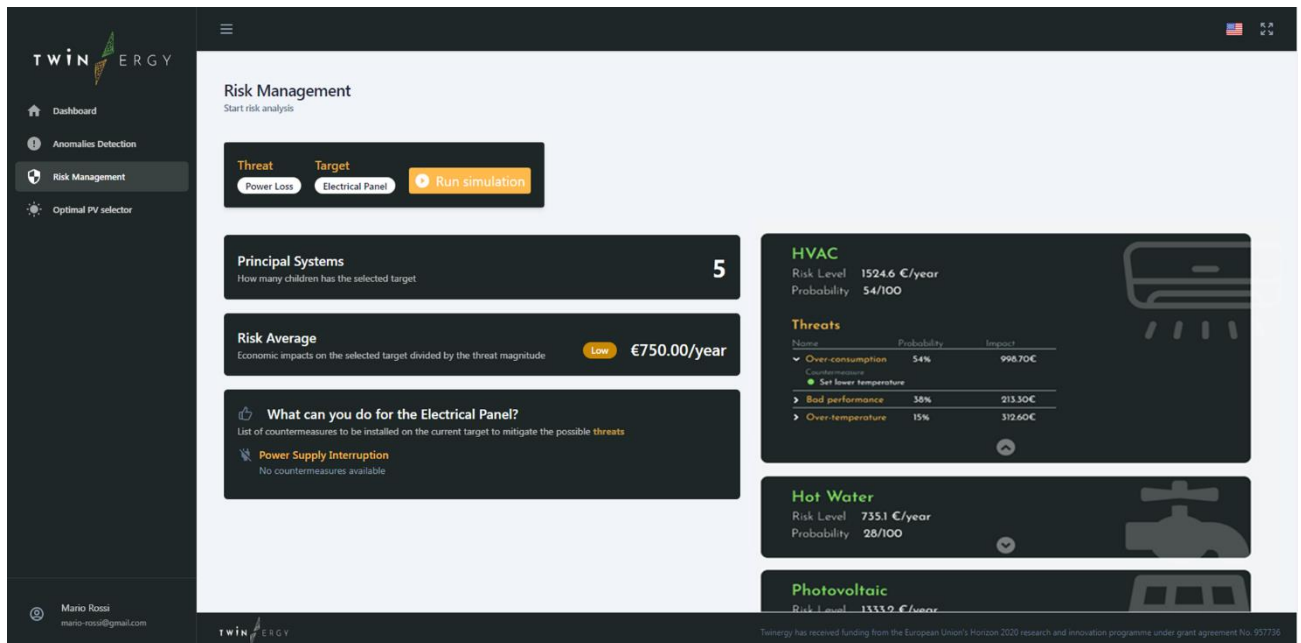 TWINERGY
Dashboard
Anomalies Detection
Risk Management
Optimal PV selector
Mario Rossi
mario-rossi@gmail.com
Risk Management
Start risk analysis
Threat Target
Power Loss Electrical Panel Run simulation
Principal Systems
How many children has the selected target
5
Risk Average
Economic impacts on the selected target divided by the threat magnitude
Low €750.00/year
What can you do for the Electrical Panel?
List of countermeasures to be installed on the current target to mitigate the possible threats
Power Supply Interruption
No countermeasures available
HVAC
Risk Level 1524.6 €/year
Probability 54/100
Threats
Name Probability Impact
Over-consumption 54% 998.70€
Countermeasure
Set lower temperature
Bad performance 38% 213.30€
Over-temperature 15% 312.60€
Hot Water
Risk Level 735.1 €/year
Probability 28/100
Photovoltaic
Risk Level 1333.2 €/year
TWINERGY
Twinergy has received funding from the European Union's Horizon 2020 research and innovation programme under grant agreement No. 957736